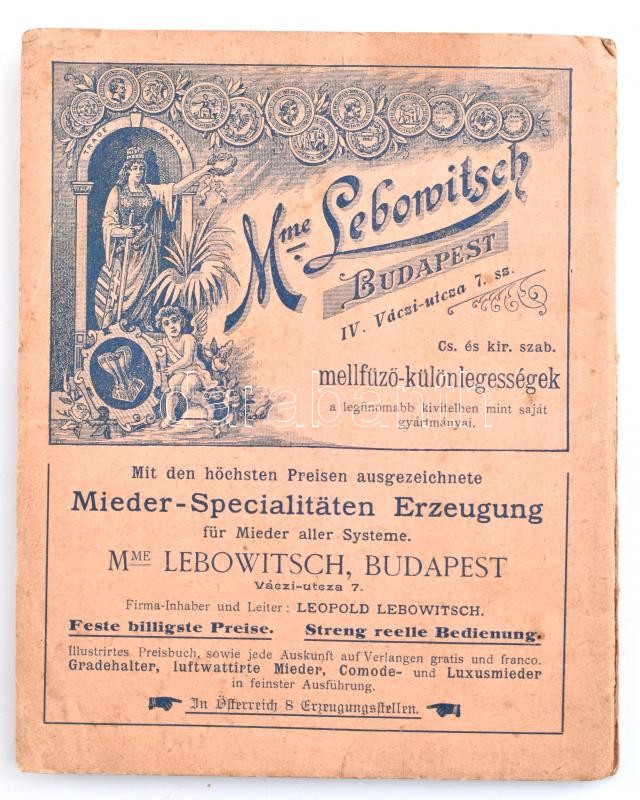 TRADE MARK
Mme Lebowitsch
BUDAPEST
IV. Váczi-utcza 7. sz.
Cs. és kir. szab.
mellfüző-különlegességek
a legfinomabb kivitelben mint saját
gyártmányai.
Mit den höchsten Preisen ausgezeichnete
Mieder-Specialitäten Erzeugung
für Mieder aller Systeme.
MME LEBOWITSCH, BUDAPEST
Váczi-utcza 7.
Firma-Inhaber und Leiter: LEOPOLD LEBOWITSCH.
Feste billigste Preise. Streng reelle Bedienung.
Illustrirtes Preisbuch, sowie jede Auskunft auf Verlangen gratis und franco.
Gradehalter, luftwattirte Mieder, Comode- und Luxusmieder
in feinster Ausführung.
In Österreich 8 Erzeugungsstellen.
darabanth